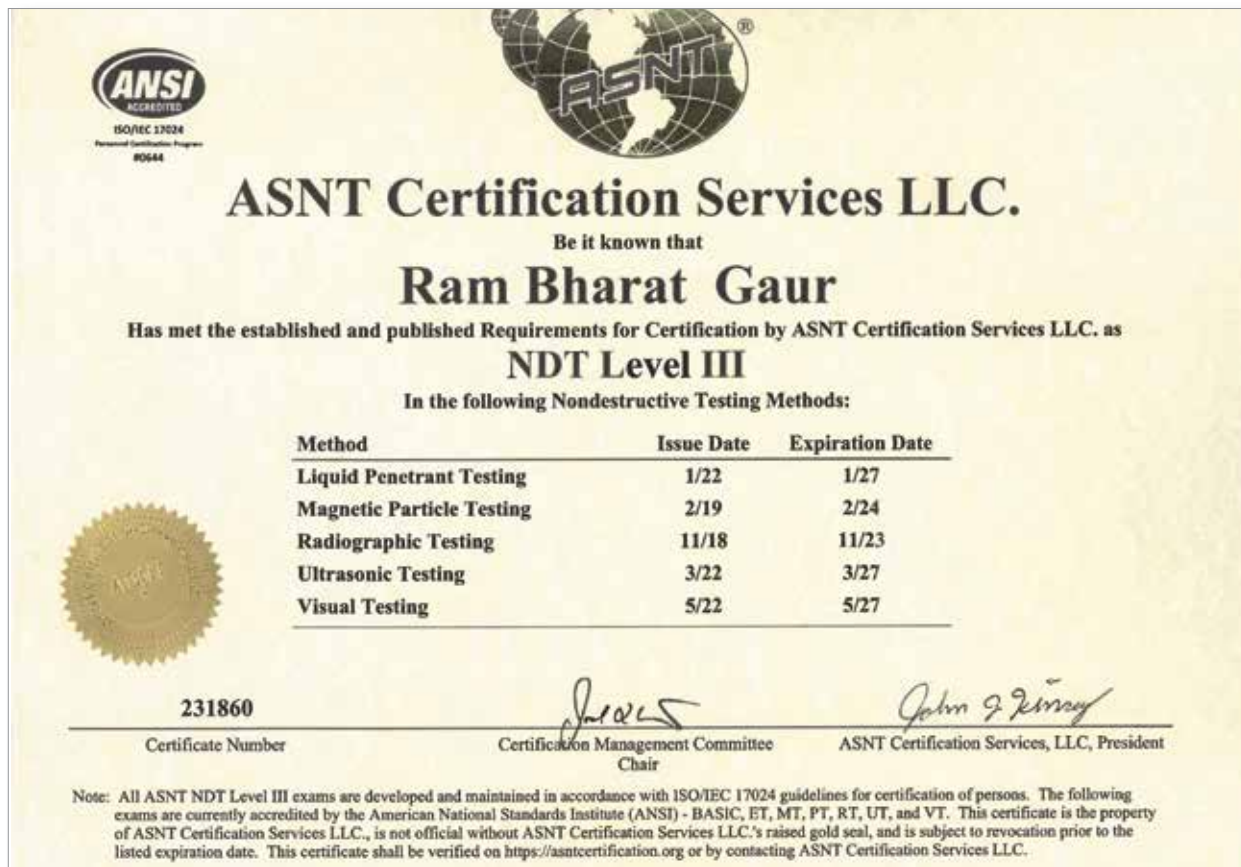 ANSI
ACCREDITED
ISO/IEC 17024
Personnel Certification Program
#0644
ASNT
®
ASNT Certification Services LLC.
Be it known that
Ram Bharat Gaur
Has met the established and published Requirements for Certification by ASNT Certification Services LLC. as
NDT Level III
In the following Nondestructive Testing Methods:
Method Issue Date Expiration Date
Liquid Penetrant Testing 1/22 1/27
Magnetic Particle Testing 2/19 2/24
Radiographic Testing 11/18 11/23
Ultrasonic Testing 3/22 3/27
Visual Testing 5/22 5/27
231860
Certificate Number
Certification Management Committee
Chair
ASNT Certification Services, LLC, President
Note: All ASNT NDT Level III exams are developed and maintained in accordance with ISO/IEC 17024 guidelines for certification of persons. The following
exams are currently accredited by the American National Standards Institute (ANSI) - BASIC, ET, MT, PT, RT, UT, and VT. This certificate is the property
of ASNT Certification Services LLC., is not official without ASNT Certification Services LLC.'s raised gold seal, and is subject to revocation prior to the
listed expiration date. This certificate shall be verified on https://asntcertification.org or by contacting ASNT Certification Services LLC.